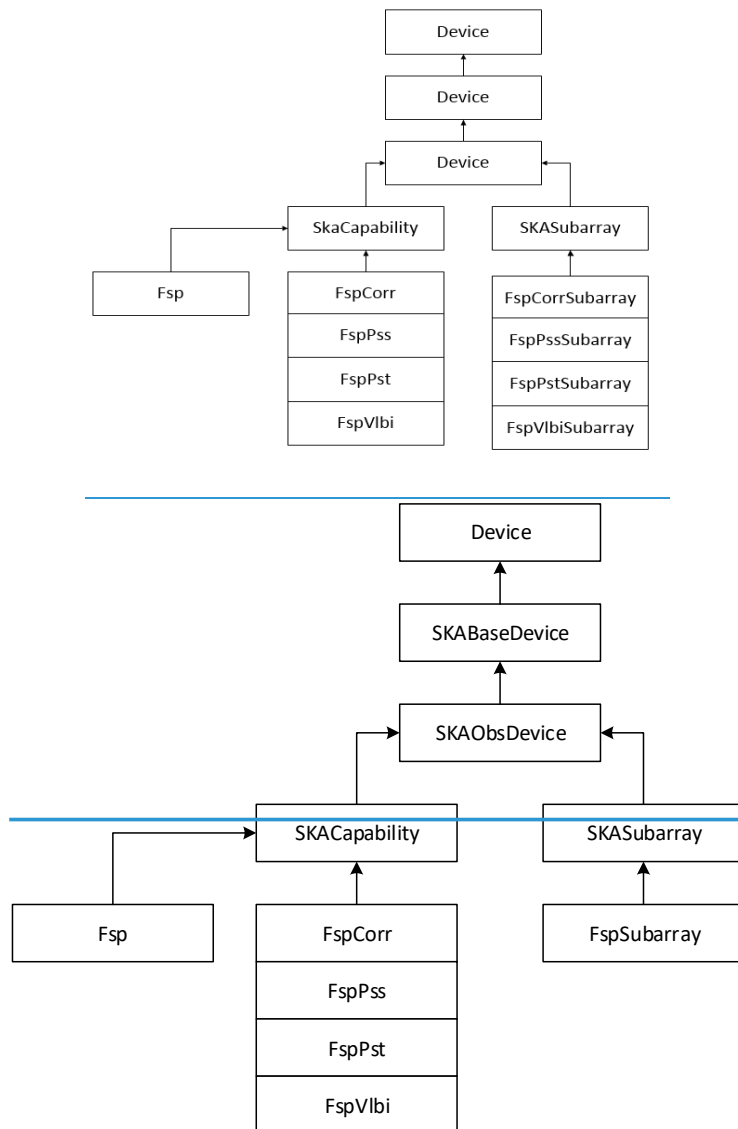 Device
Device
Device
SkaCapability
SKASubarray
Fsp
FspCorr
FspCorrSubarray
FspPss
FspPssSubarray
FspPst
FspPstSubarray
FspVlbi
FspVlbiSubarray
Device
SKABaseDevice
SKAObsDevice
SKACapability
SKASubarray
Fsp
FspCorr
FspSubarray
FspPss
FspPst
FspVlbi